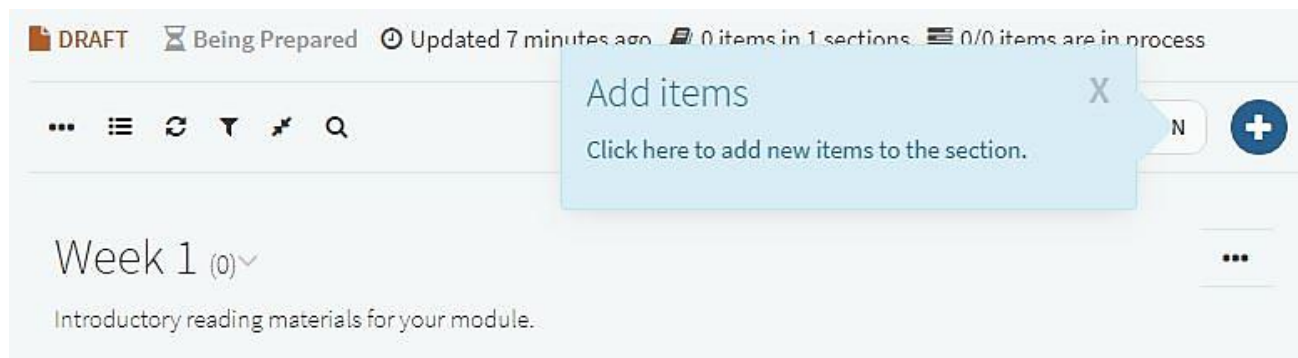 DRAFT Being Prepared Updated 7 minutes ago 0 items in 1 sections 0/0 items are in process
Add items X
Click here to add new items to the section.
N
Week 1 (0)
Introductory reading materials for your module.